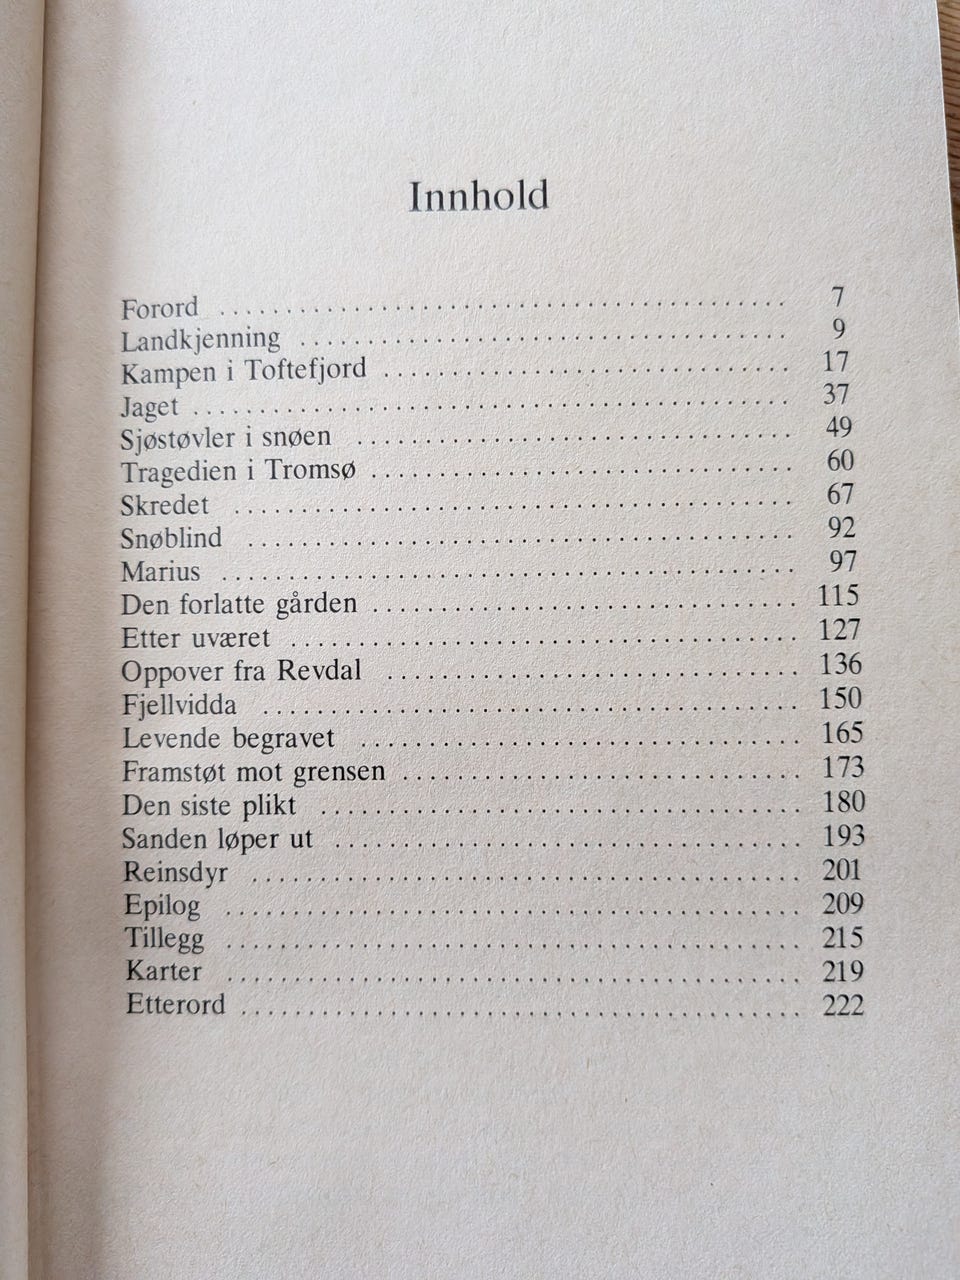 Innhold
Forord ........................................ 7
Landkjenning .................................. 9
Kampen i Toftefjord ............................... 17
Jaget ........................................... 37
Sjøstøvler i snøen ................................ 49
Tragedien i Tromsø ............................... 60
Skredet ........................................ 67
Snøblind ....................................... 92
Marius ......................................... 97
Den forlatte gården .............................. 115
Etter uværet .................................... 127
Oppover fra Revdal .............................. 136
Fjellvidda ...................................... 150
Levende begravet ................................ 165
Framstøt mot grensen ............................ 173
Den siste plikt .................................. 180
Sanden løper ut ................................. 193
Reinsdyr ....................................... 201
Epilog ......................................... 209
Tillegg ......................................... 215
Karter ......................................... 219
Etterord ........................................ 222